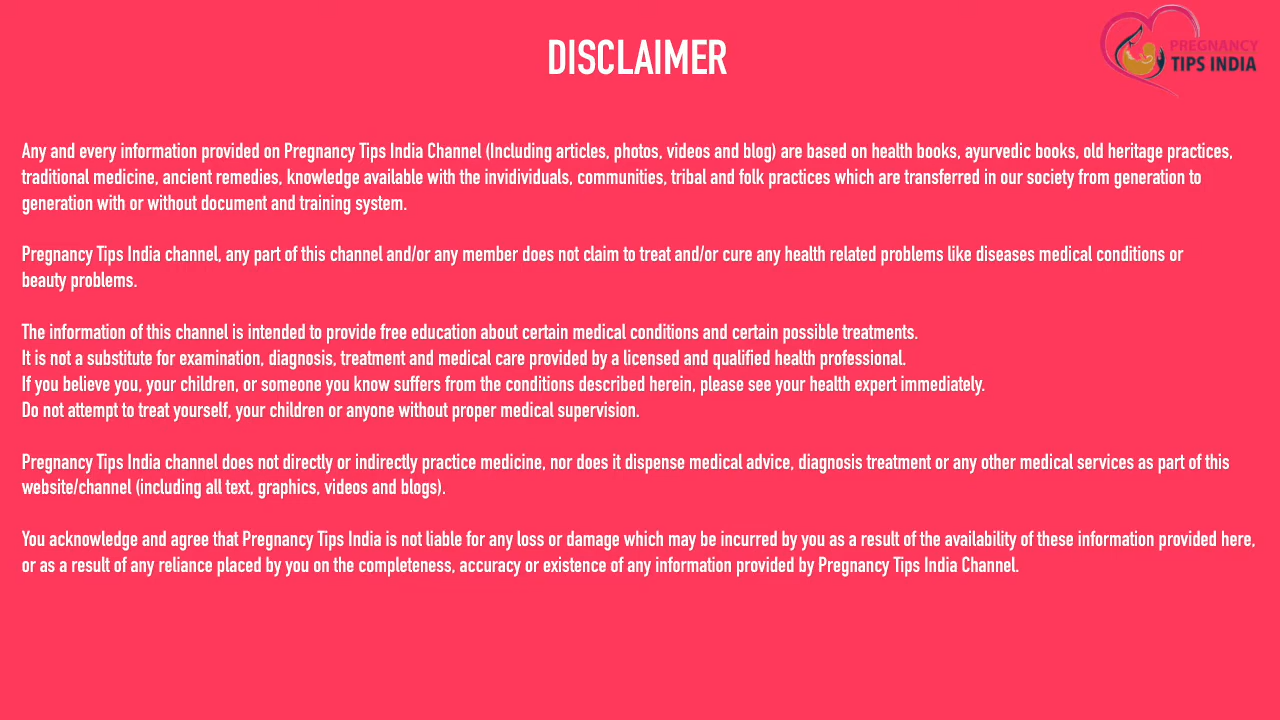 DISCLAIMER
PREGNANCY
TIPS INDIA
Any and every information provided on Pregnancy Tips India Channel (Including articles, photos, videos and blog) are based on health books, ayurvedic books, old heritage practices,
traditional medicine, ancient remedies, knowledge available with the invidividuals, communities, tribal and folk practices which are transferred in our society from generation to
generation with or without document and training system.
Pregnancy Tips India channel, any part of this channel and/or any member does not claim to treat and/or cure any health related problems like diseases medical conditions or
beauty problems.
The information of this channel is intended to provide free education about certain medical conditions and certain possible treatments.
It is not a substitute for examination, diagnosis, treatment and medical care provided by a licensed and qualified health professional.
If you believe you, your children, or someone you know suffers from the conditions described herein, please see your health expert immediately.
Do not attempt to treat yourself, your children or anyone without proper medical supervision.
Pregnancy Tips India channel does not directly or indirectly practice medicine, nor does it dispense medical advice, diagnosis treatment or any other medical services as part of this
website/channel (including all text, graphics, videos and blogs).
You acknowledge and agree that Pregnancy Tips India is not liable for any loss or damage which may be incurred by you as a result of the availability of these information provided here,
or as a result of any reliance placed by you on the completeness, accuracy or existence of any information provided by Pregnancy Tips India Channel.